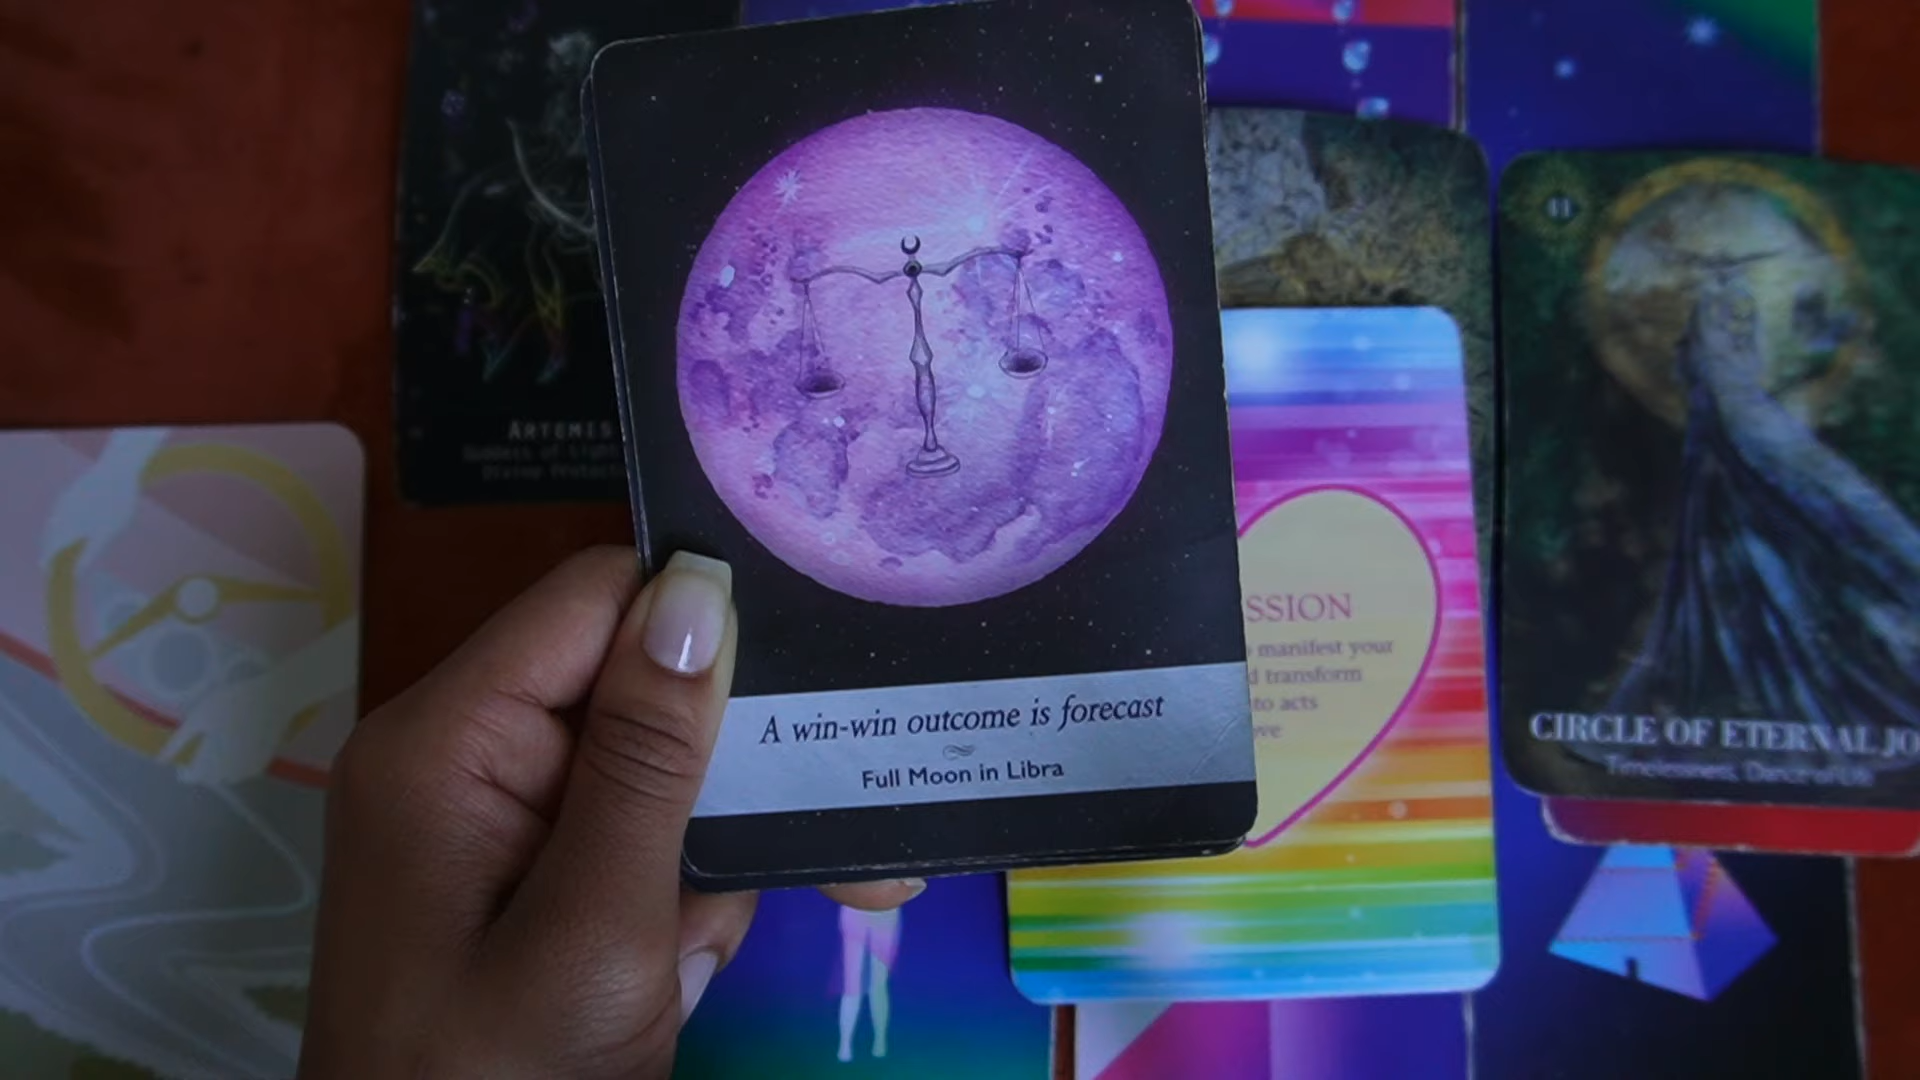 ARTEMIS
A win-win outcome is forecast
Full Moon in Libra
SSION
manifest your
d transform
to acts
11
CIRCLE OF ETERNAL JO